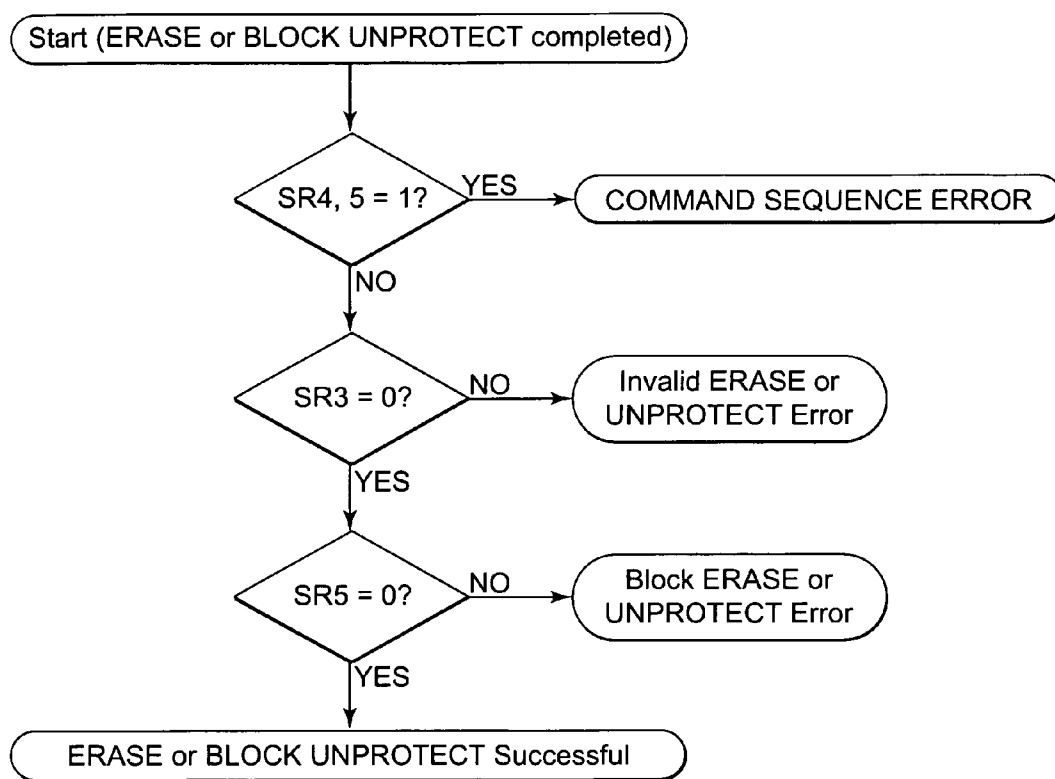 Start (ERASE or BLOCK UNPROTECT completed)
SR4, 5 = 1?
YES
COMMAND SEQUENCE ERROR
NO
SR3 = 0?
NO
Invalid ERASE or
UNPROTECT Error
YES
SR5 = 0?
NO
Block ERASE or
UNPROTECT Error
YES
ERASE or BLOCK UNPROTECT Successful